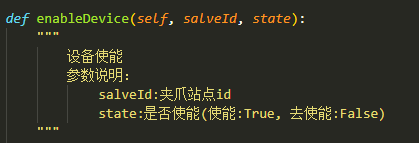 def enableDevice(self, salveId, state):
"""
设备使能
参数说明:
salveId:夹爪站点id
state:是否使能(使能:True, 去使能:False)
"""